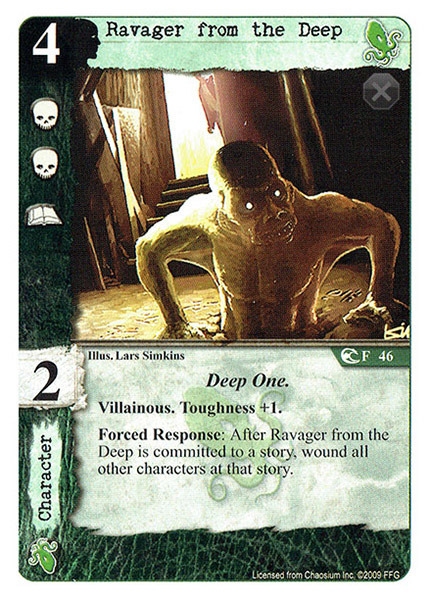 4
Ravager from the Deep
Illus. Lars Simkins
F 46
2
Deep One.
Villainous. Toughness +1.
Forced Response: After Ravager from the
Deep is committed to a story, wound all
other characters at that story.
Character
Licensed from Chaosium Inc. ©2009 FFG